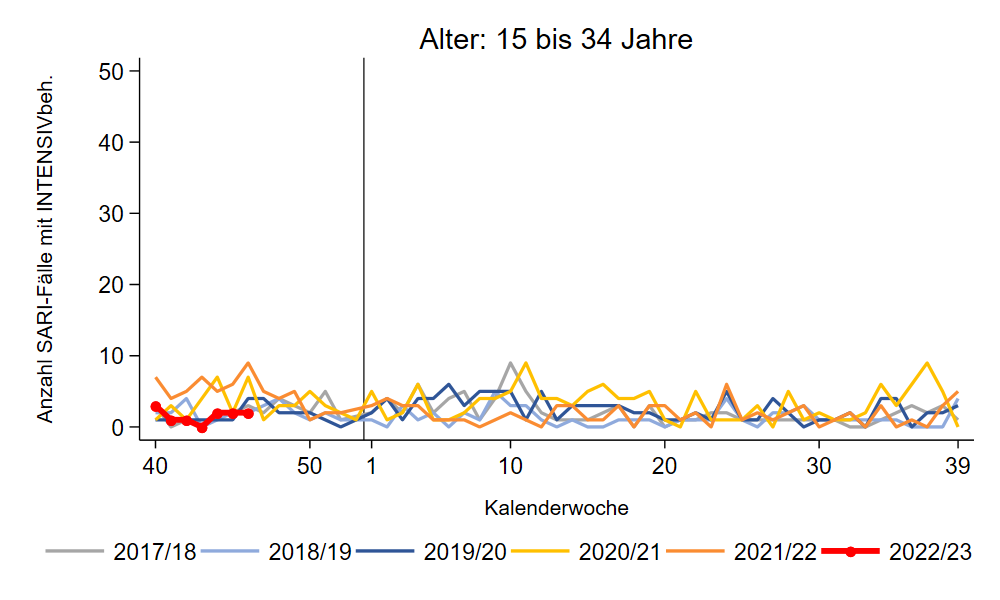 Alter: 15 bis 34 Jahre
Anzahl SARI-Fälle mit INTENSIVbeh.
50
40
30
20
10
0
40 50 1 10 20 30 39
Kalenderwoche
2017/18 2018/19 2019/20 2020/21 2021/22 2022/23